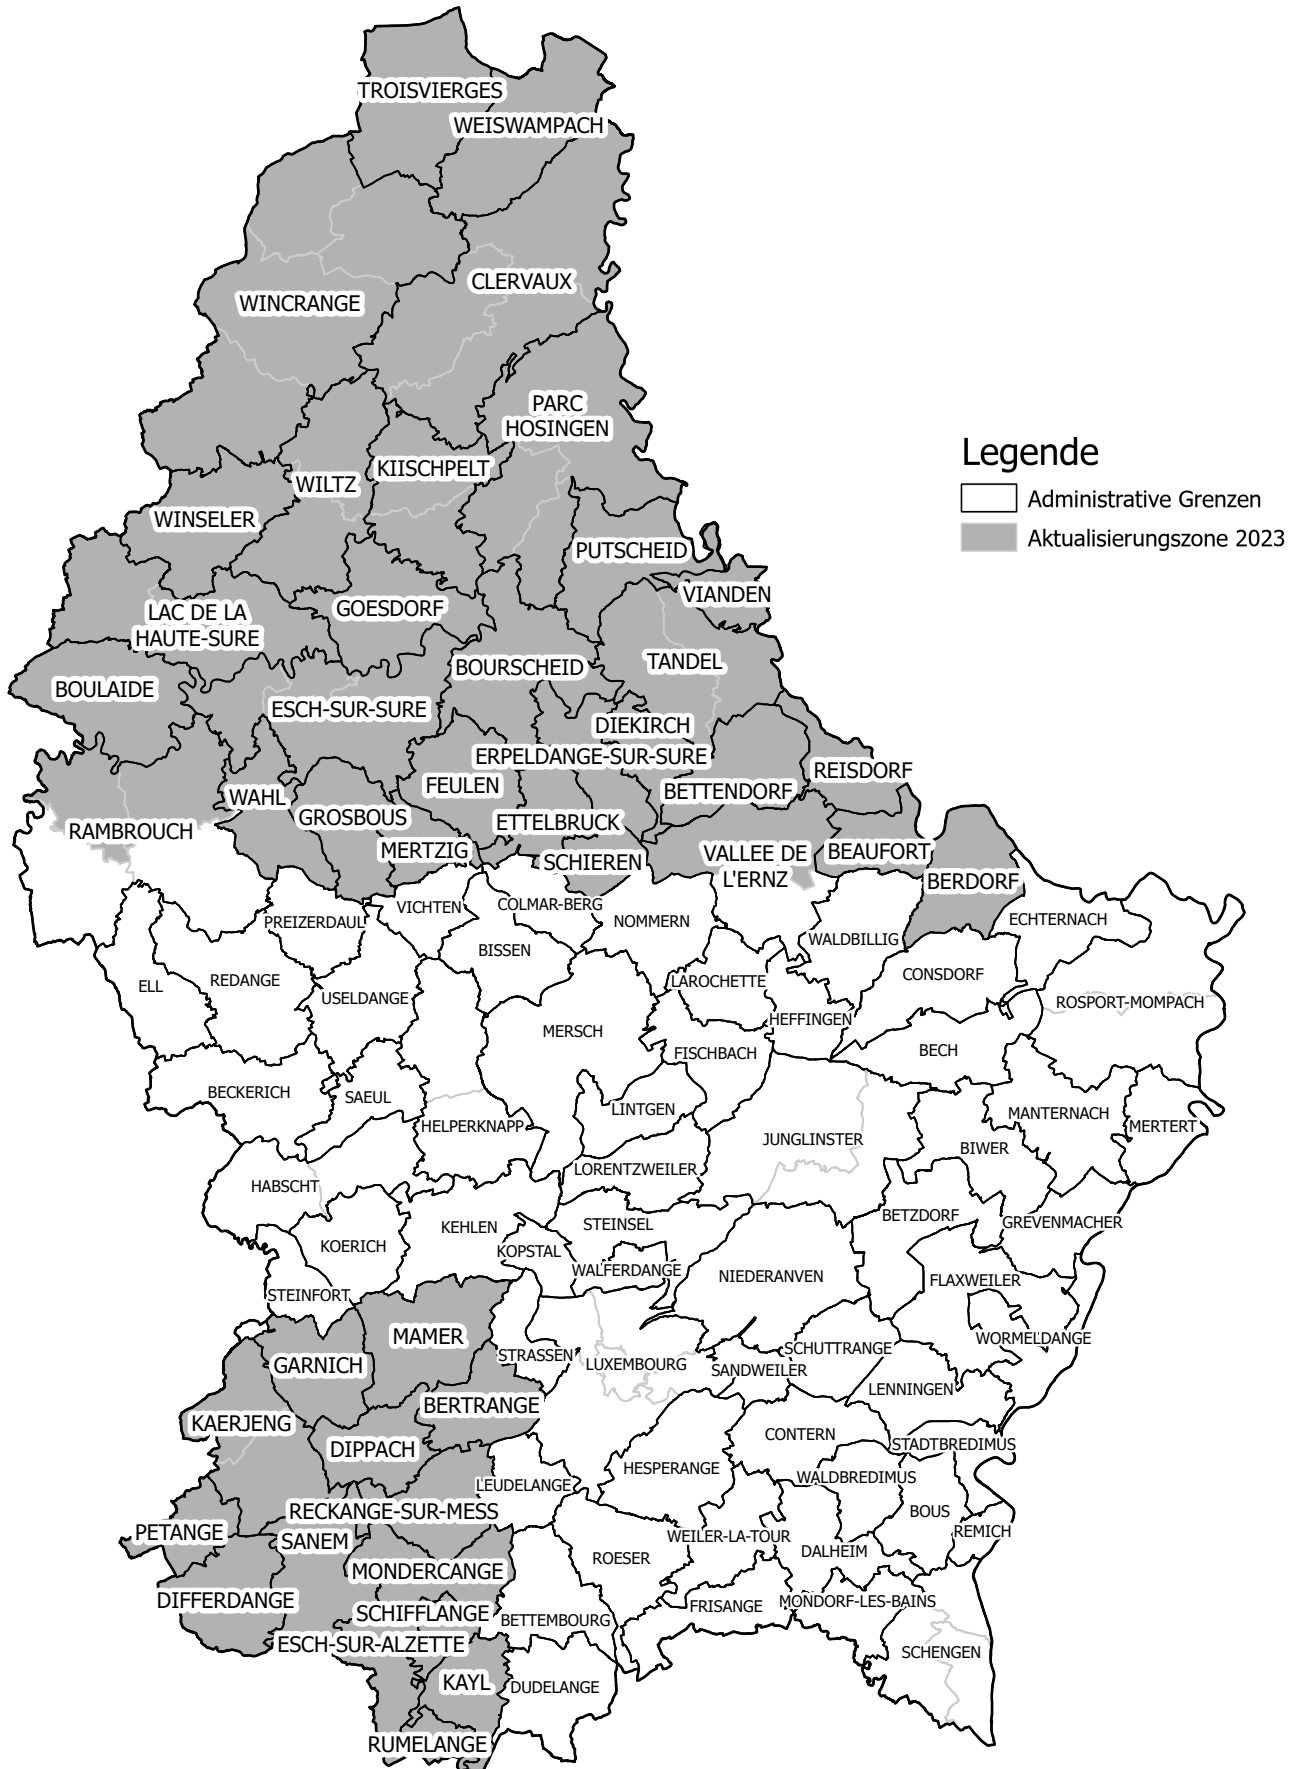 TROISVIERGES
WEISWAMPACH
CLERVAUX
WINCRANGE
PARC
HOSINGEN
KIISCHPELT
WILTZ
WINSELER
PUTSCHEID
VIANDEN
LAC DE LA
HAUTE-SURE
GOESDORF
BOURSCHEID
TANDEL
BOULAIDE
ESCH-SUR-SURE
DIEKIRCH
ERPELDANGE-SUR-SURE
REISDORF
FEULEN
BETTENDORF
WAHL
GROSBOUS
ETTELBRUCK
RAMBROUCH
MERTZIG
SCHIEREN
VALLEE DE
L'ERNZ
BEAUFORT
BERDORF
PREIZERDAUL
VICHTEN
COLMAR-BERG
NOMMERN
ECHTERNACH
WALDBILLIG
BISSEN
ELL
REDANGE
USELDANGE
LAROCHETTE
CONSDORF
ROSPORT-MOMPACH
HEFFINGEN
MERSCH
FISCHBACH
BECH
BECKERICH
SAEUL
LINTGEN
MANTERNACH
MERTERT
HELPERKNAPP
JUNGLINSTER
BIWER
LORENTZWEILER
HABSCHT
KEHLEN
STEINSEL
BETZDORF
GREVENMACHER
KOERICH
KOPSTAL
WALFERDANGE
NIEDERANVEN
FLAXWEILER
STEINFORT
MAMER
WORMELDANGE
STRASSEN
LUXEMBOURG
SCHUTTRANGE
SANDWEILER
GARNICH
LENNINGEN
BERTRANGE
KAERJENG
CONTERN
STADTBREDIMUS
DIPPACH
HESPERANGE
WALDBREDIMUS
LEUDELANGE
RECKANGE-SUR-MESS
BOUS
PETANGE
SANEM
WEILER-LA-TOUR
REMICH
ROESER
DALHEIM
MONDERCANGE
DIFFERDANGE
SCHIFFLANGE
BETTEMBOURG
FRISANGE
MONDORF-LES-BAINS
ESCH-SUR-ALZETTE
SCHENGEN
KAYL
DUDELANGE
RUMELANGE
Legende
Administrative Grenzen
Aktualisierungszone 2023